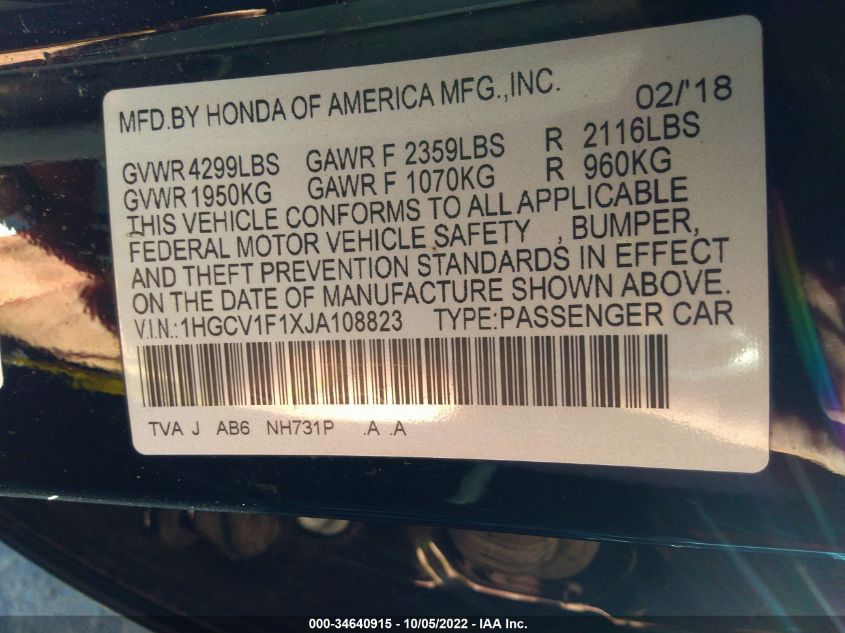 MFD.BY HONDA OF AMERICA MFG.,INC. 02/'18
GVWR 4299LBS GAWR F 2359LBS R 2116LBS
GVWR 1950KG GAWR F 1070KG R 960KG
THIS VEHICLE CONFORMS TO ALL APPLICABLE
FEDERAL MOTOR VEHICLE SAFETY , BUMPER,
AND THEFT PREVENTION STANDARDS IN EFFECT
ON THE DATE OF MANUFACTURE SHOWN ABOVE.
V.I.N.:1HGCV1F1XJA108823 TYPE:PASSENGER CAR
TVA J AB6 NH731P .A .A
000-34640915 - 10/05/2022 - IAA Inc.